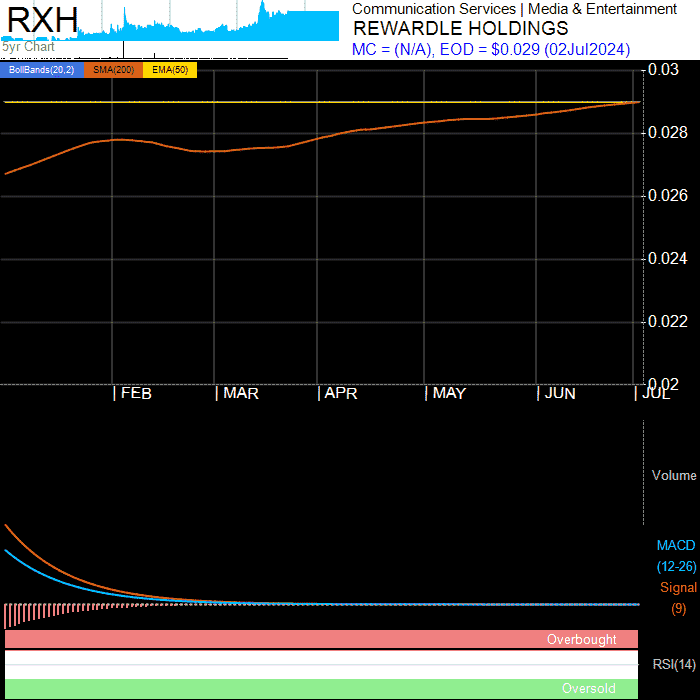 RXH
Communication Services | Media & Entertainment
REWARDLE HOLDINGS
5yr Chart
MC = (N/A), EOD = $0.029 (02Jul2024)
BollBands(20,2) SMA(200) EMA(50)
0.03
0.028
0.026
0.024
0.022
0.02
| FEB | MAR | APR | MAY | JUN | JUL
Volume
MACD
(12-26)
Signal
(9)
Overbought
RSI(14)
Oversold